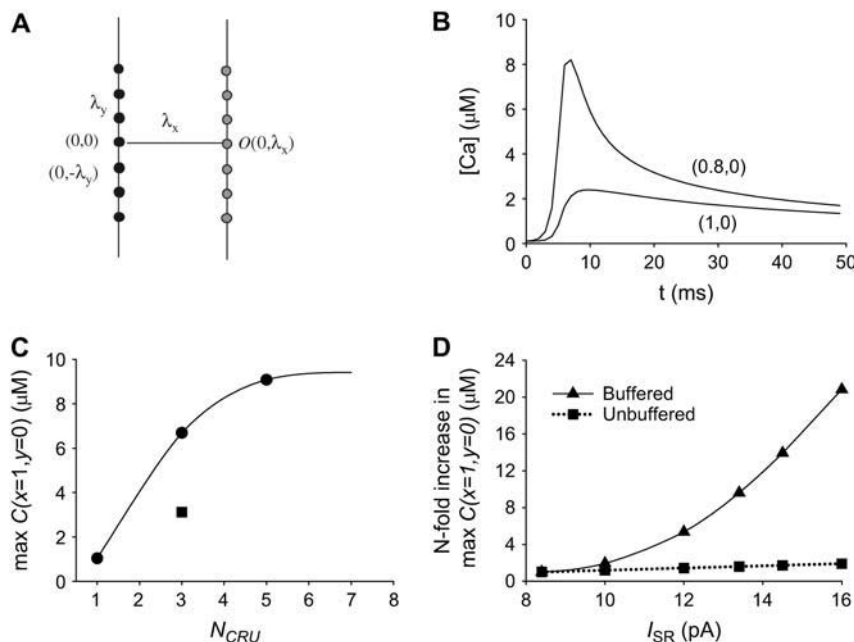 A
λy
λx
(0,0)
O(0,λx)
(0,-λy)
B
[Ca] (μM)
10
8
6
4
2
0
(0.8,0)
(1,0)
0 10 20 30 40 50
t (ms)
C
max C(x=1,y=0) (μM)
10
8
6
4
2
0
1 2 3 4 5 6 7 8
NCRU
D
N-fold increase in
max C(x=1,y=0) (μM)
24
20
16
12
8
4
0
Buffered
Unbuffered
8 10 12 14 16
ISR (pA)